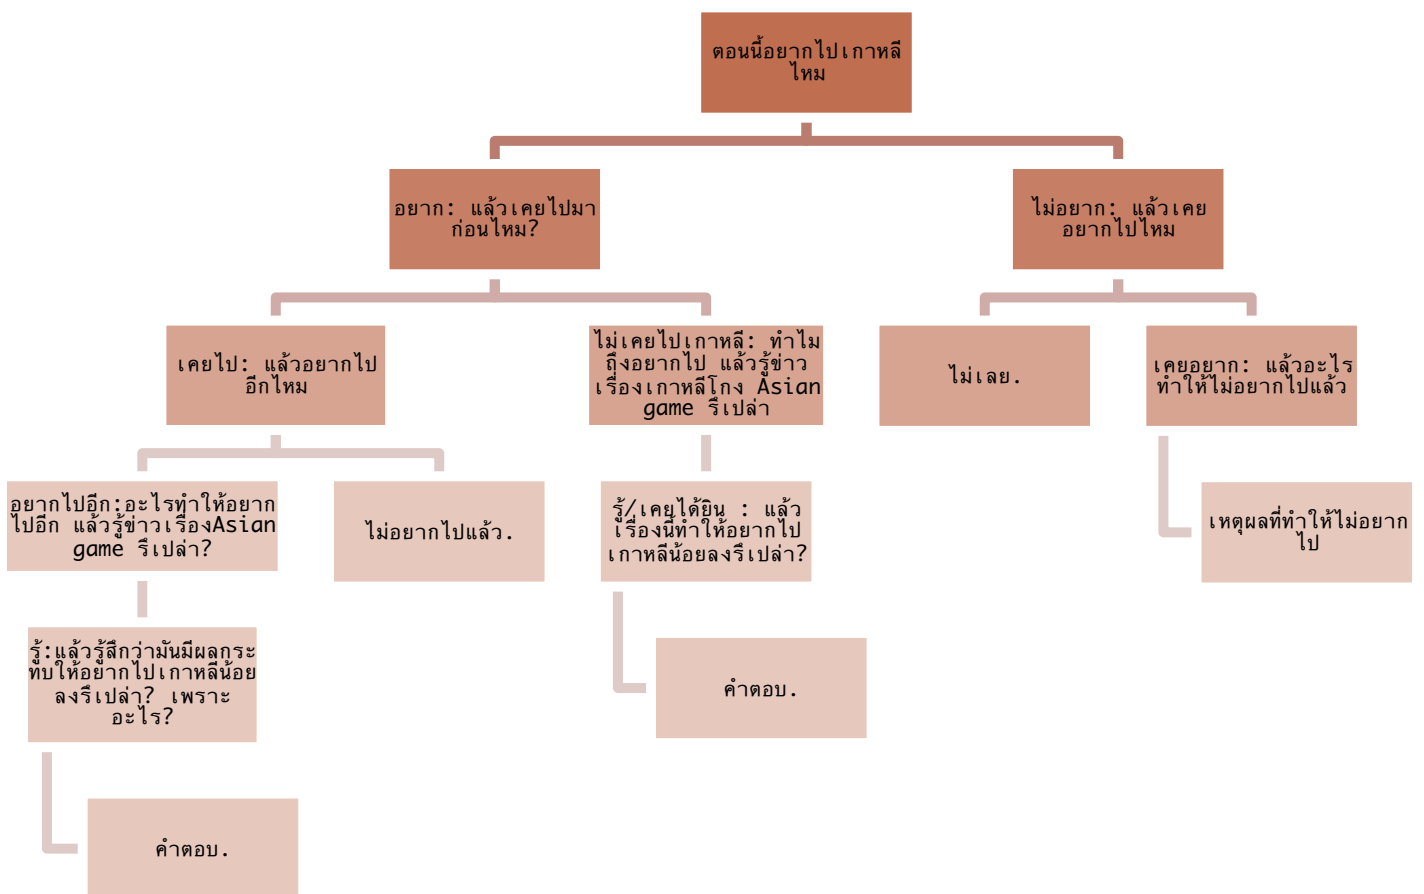 ตอนนี้อยากไปเกาหลี
ไหม
อยาก: แล้วเคยไปมา
ก่อนไหม?
ไม่อยาก: แล้วเคย
อยากไปไหม
เคยไป: แล้วอยากไป
อีกไหม
ไม่เคยไปเกาหลี: ทำไม
ถึงอยากไป แล้วรู้ข่าว
เรื่องเกาหลีโกง Asian
game รึเปล่า
ไม่เลย.
เคยอยาก: แล้วอะไร
ทำให้ไม่อยากไปแล้ว
อยากไปอีก:อะไรทำให้อยาก
ไปอีก แล้วรู้ข่าวเรื่องAsian
game รึเปล่า?
ไม่อยากไปแล้ว.
รู้/เคยได้ยิน : แล้ว
เรื่องนี้ทำให้อยากไป
เกาหลีน้อยลงรึเปล่า?
เหตุผลที่ทำให้ไม่อยาก
ไป
รู้:แล้วรู้สึกว่ามันมีผลกระ
ทบให้อยากไปเกาหลีน้อย
ลงรึเปล่า? เพราะ
อะไร?
คำตอบ.
คำตอบ.